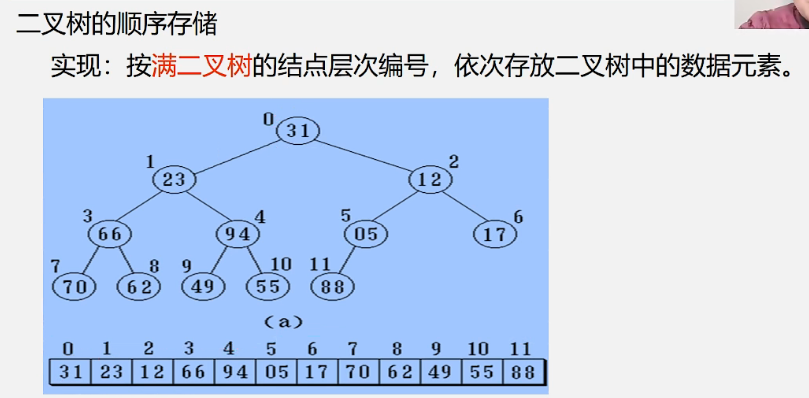 二叉树的顺序存储
实现：按满二叉树的结点层次编号，依次存放二叉树中的数据元素。
0 31
1 23 2 12
3 66 4 94 5 05 6 17
7 70 8 62 9 49 10 55 11 88
(a)
0 1 2 3 4 5 6 7 8 9 10 11
31 23 12 66 94 05 17 70 62 49 55 88